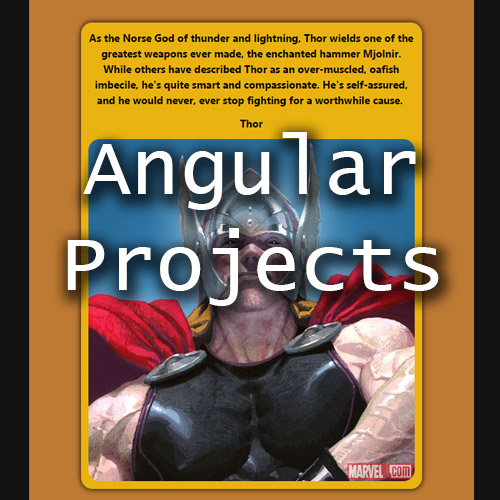 As the Norse God of thunder and lightning, Thor wields one of the
greatest weapons ever made, the enchanted hammer Mjolnir.
While others have described Thor as an over-muscled, oafish
imbecile, he's quite smart and compassionate. He's self-assured,
and he would never, ever stop fighting for a worthwhile cause.
Thor
Angular
Projects
MARVEL.COM